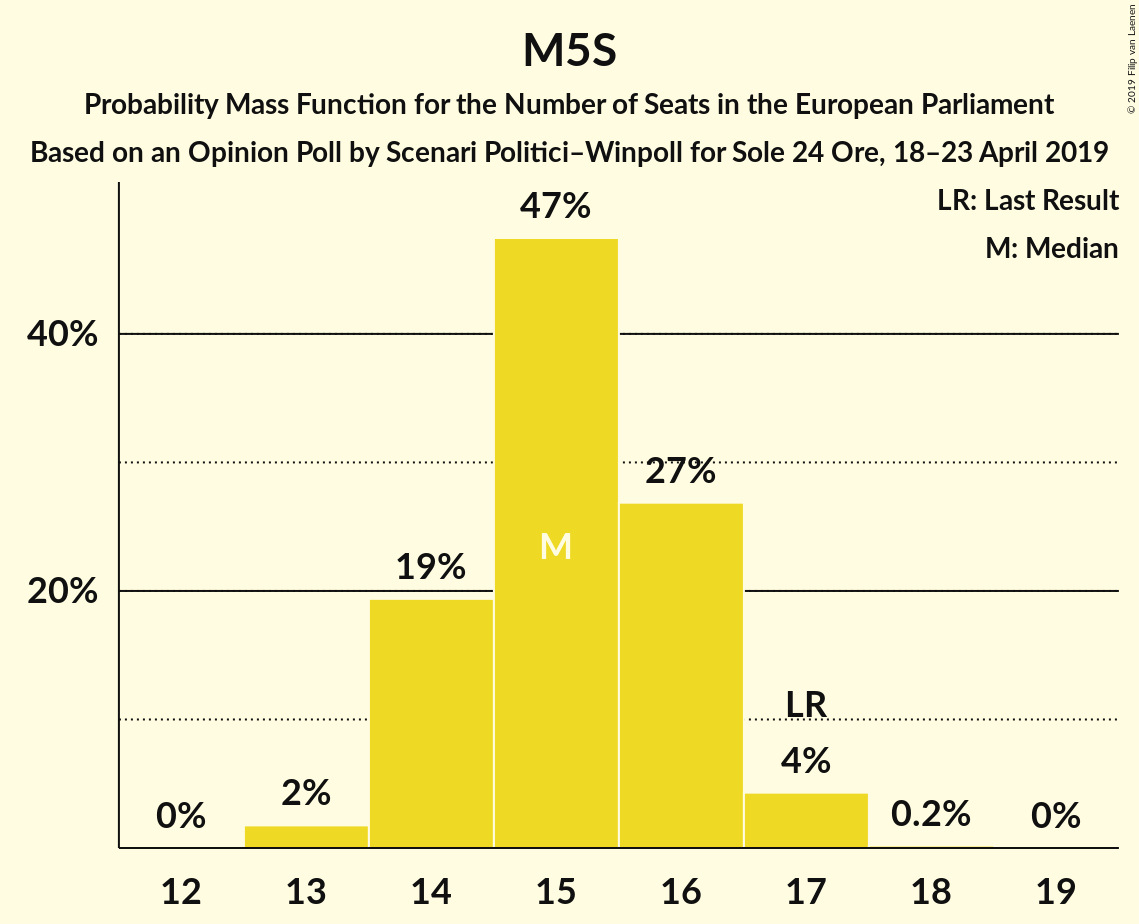 M5S
Probability Mass Function for the Number of Seats in the European Parliament
Based on an Opinion Poll by Scenari Politici–Winpoll for Sole 24 Ore, 18–23 April 2019
© 2019 Filip van Laenen
LR: Last Result
M: Median
47%
40%
27%
M
19%
20%
LR
4%
2%
0%
0.2%
0%
12 13 14 15 16 17 18 19